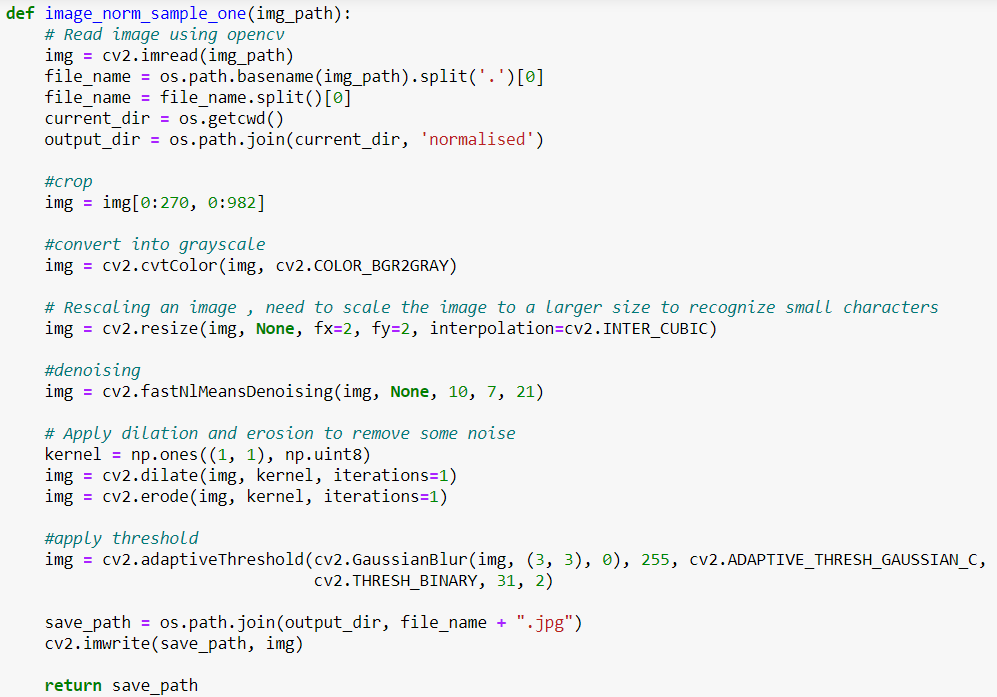 def image_norm_sample_one(img_path):
    # Read image using opencv
    img = cv2.imread(img_path)
    file_name = os.path.basename(img_path).split('.')[0]
    file_name = file_name.split()[0]
    current_dir = os.getcwd()
    output_dir = os.path.join(current_dir, 'normalised')

    #crop
    img = img[0:270, 0:982]

    #convert into grayscale
    img = cv2.cvtColor(img, cv2.COLOR_BGR2GRAY)

    # Rescaling an image , need to scale the image to a larger size to recognize small characters
    img = cv2.resize(img, None, fx=2, fy=2, interpolation=cv2.INTER_CUBIC)

    #denoising
    img = cv2.fastNlMeansDenoising(img, None, 10, 7, 21)

    # Apply dilation and erosion to remove some noise
    kernel = np.ones((1, 1), np.uint8)
    img = cv2.dilate(img, kernel, iterations=1)
    img = cv2.erode(img, kernel, iterations=1)

    #apply threshold
    img = cv2.adaptiveThreshold(cv2.GaussianBlur(img, (3, 3), 0), 255, cv2.ADAPTIVE_THRESH_GAUSSIAN_C,
                                cv2.THRESH_BINARY, 31, 2)

    save_path = os.path.join(output_dir, file_name + ".jpg")
    cv2.imwrite(save_path, img)

    return save_path